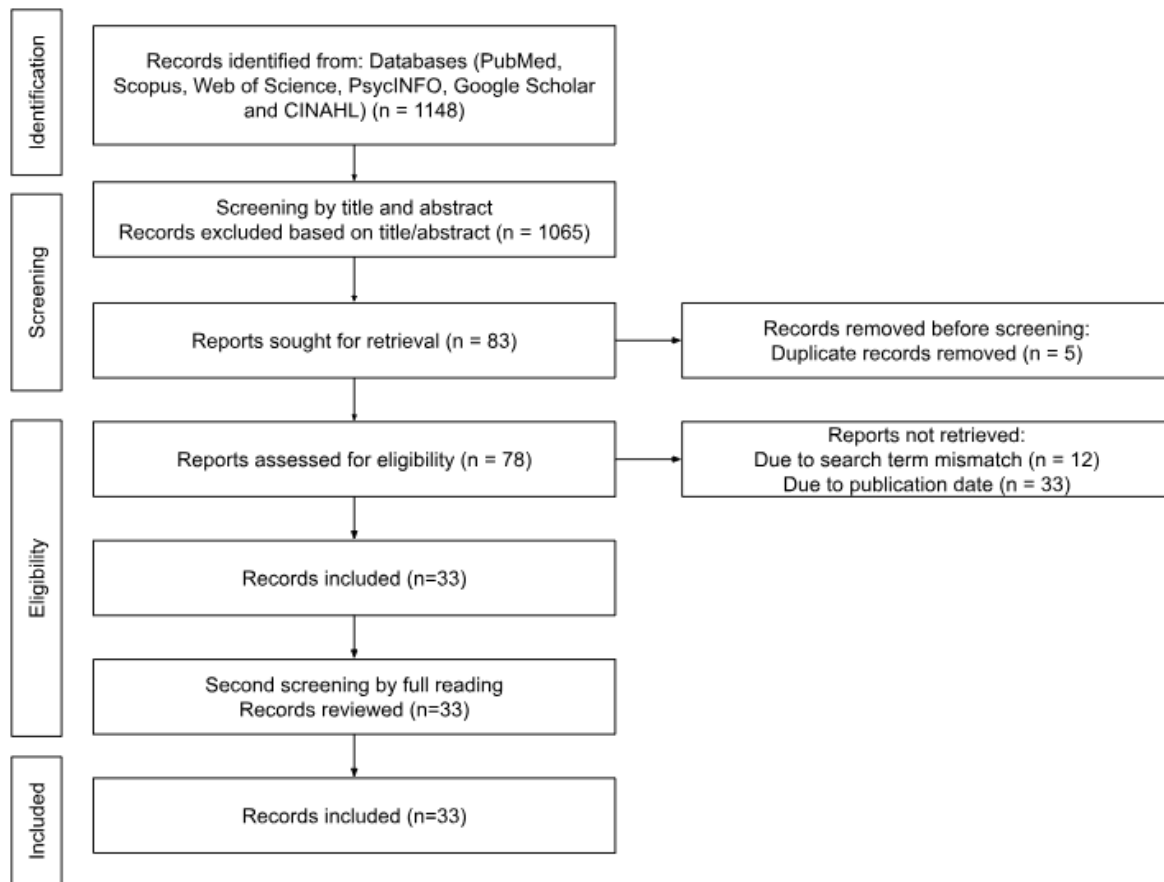 Identification
Records identified from: Databases (PubMed,
Scopus, Web of Science, PsycINFO, Google Scholar
and CINAHL) (n = 1148)
Screening
Screening by title and abstract
Records excluded based on title/abstract (n = 1065)
Reports sought for retrieval (n = 83)
Records removed before screening:
Duplicate records removed (n = 5)
Eligibility
Reports assessed for eligibility (n = 78)
Reports not retrieved:
Due to search term mismatch (n = 12)
Due to publication date (n = 33)
Records included (n=33)
Second screening by full reading
Records reviewed (n=33)
Included
Records included (n=33)